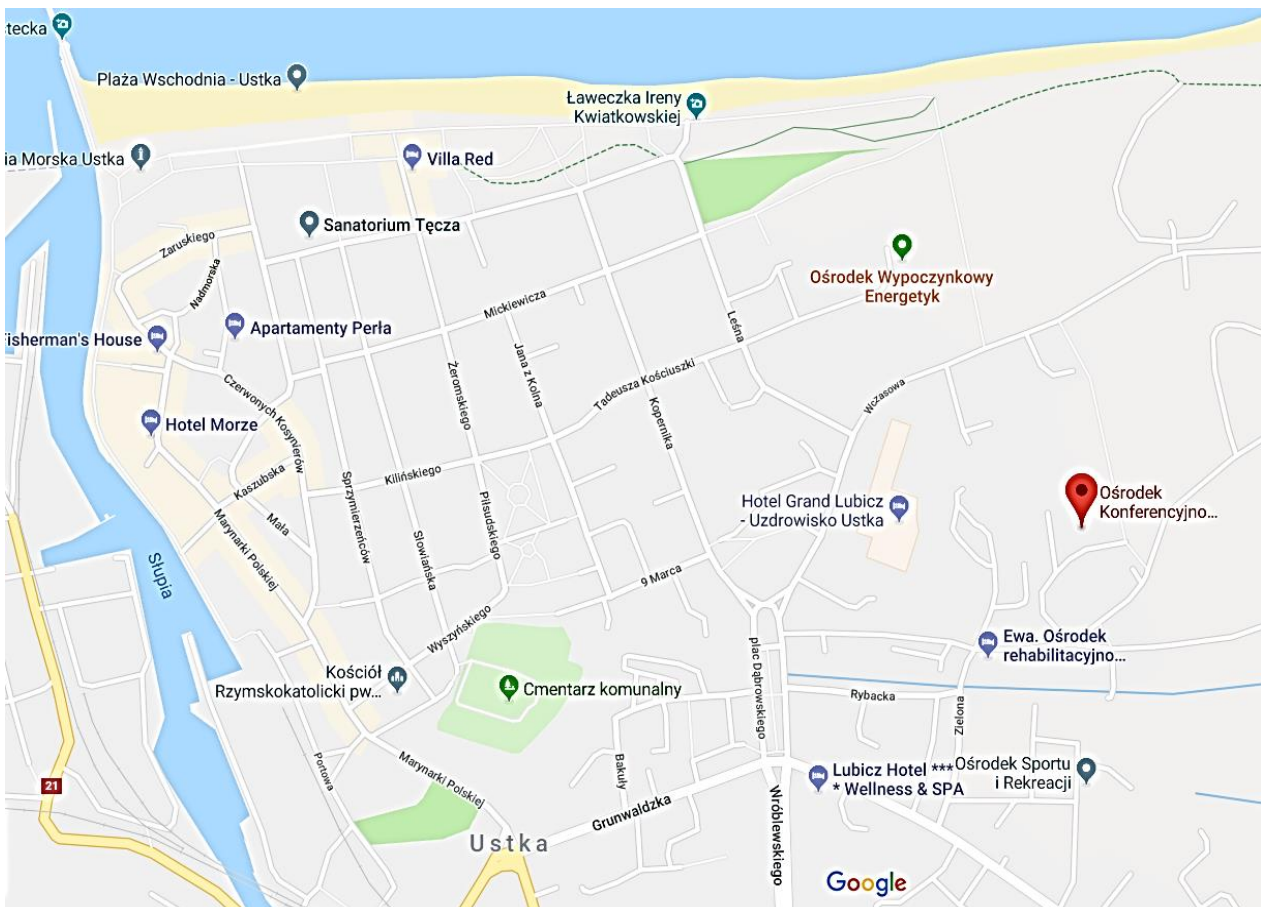 stecka
Plaża Wschodnia - Ustka
Ławeczka Ireny
Kwiatkowskiej
ia Morska Ustka
Villa Red
Sanatorium Tęcza
Zaruskiego
Nadmorska
Ośrodek Wypoczynkowy
Energetyk
Mickiewicza
Apartamenty Perła
Fisherman's House
Leśna
Jana z Kolna
Żeromskiego
Tadeusza Kościuszki
Kopernika
Wczasowa
Czerwonych Kosynierów
Hotel Morze
Kaszubska
Kilińskiego
Sprzymierzeńców
Piłsudskiego
Mała
Marynarki Polskiej
Słowiańska
Hotel Grand Lubicz
- Uzdrowisko Ustka
Ośrodek
Konferencyjno...
Słupia
9 Marca
Wyszyńskiego
plac Dąbrowskiego
Ewa. Ośrodek
rehabilitacyjno...
Kościół
Rzymskokatolicki pw...
Cmentarz komunalny
Rybacka
Zielona
Portowa
Marynarki Polskiej
Bakuły
Lubicz Hotel ***
* Wellness & SPA
Ośrodek Sportu
i Rekreacji
21
Grunwaldzka
Wróblewskiego
Ustka
Google